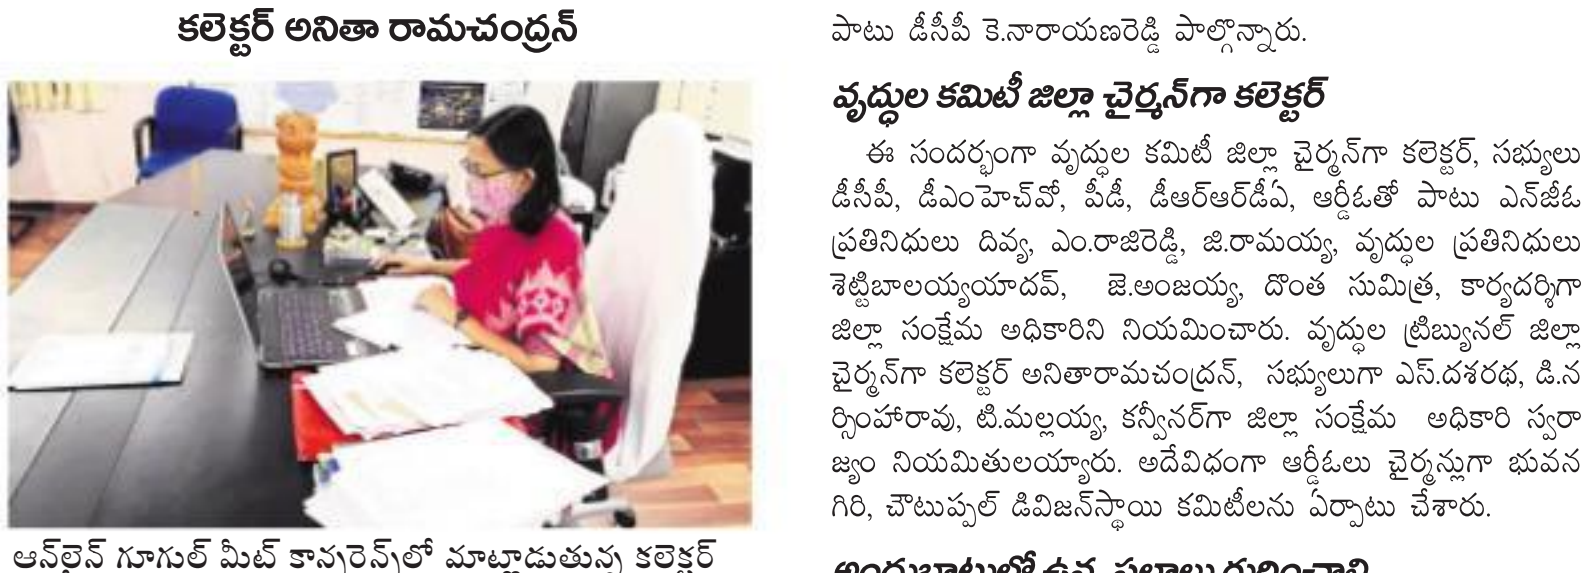 కలెక్టర్ అనితా రామచంద్రన్
ఆన్‌లైన్ గూగుల్ మీట్ కాన్ఫరెన్స్‌లో మాట్లాడుతున్న కలెక్టర్
పాటు డీసీపీ కె.నారాయణరెడ్డి పాల్గొన్నారు.
వృద్ధుల కమిటీ జిల్లా చైర్మన్‌గా కలెక్టర్
ఈ సందర్భంగా వృద్ధుల కమిటీ జిల్లా చైర్మన్‌గా కలెక్టర్, సభ్యులు
డీసీపీ, డీఎంహెచ్‌వో, పీడీ, డీఆర్ఆర్‌డీఏ, ఆర్డీఓతో పాటు ఎన్‌జీఓ
ప్రతినిధులు దివ్య, ఎం.రాజిరెడ్డి, జి.రామయ్య, వృద్ధుల ప్రతినిధులు
శెట్టిబాలయ్యయాదవ్, జె.అంజయ్య, దొంత సుమిత్ర, కార్యదర్శిగా
జిల్లా సంక్షేమ అధికారిని నియమించారు. వృద్ధుల ట్రిబ్యునల్ జిల్లా
చైర్మన్‌గా కలెక్టర్ అనితారామచంద్రన్, సభ్యులుగా ఎస్.దశరథ, డి.న
ర్సింహారావు, టి.మల్లయ్య, కన్వీనర్‌గా జిల్లా సంక్షేమ అధికారి స్వరా
జ్యం నియమితులయ్యారు. అదేవిధంగా ఆర్డీఓలు చైర్మన్లుగా భువన
గిరి, చౌటుప్పల్ డివిజన్‌స్థాయి కమిటీలను ఏర్పాటు చేశారు.